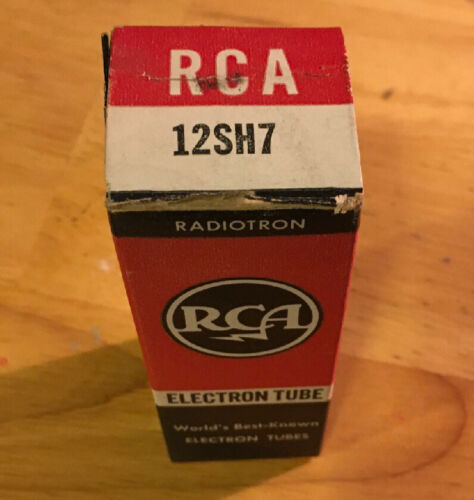 RCA
12SH7
RADIOTRON
RCA
ELECTRON TUBE
World's Best-Known
ELECTRON TUBES